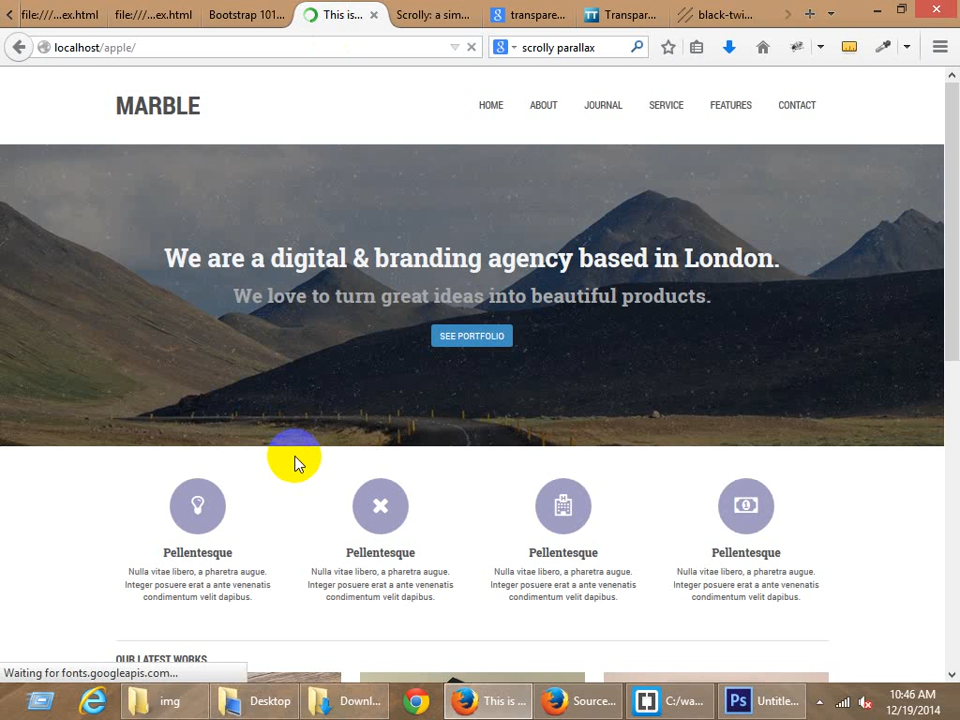 file:///...ex.html
file:///...ex.html
Bootstrap 101...
This is...
Scrolly: a sim...
transpare...
Transpar...
black-twi...
localhost/apple/
scrolly parallax
MARBLE
HOME
ABOUT
JOURNAL
SERVICE
FEATURES
CONTACT
We are a digital & branding agency based in London.
We love to turn great ideas into beautiful products.
SEE PORTFOLIO
Pellentesque
Nulla vitae libero, a pharetra augue.
Integer posuere erat a ante venenatis
condimentum velit dapibus.
Pellentesque
Nulla vitae libero, a pharetra augue.
Integer posuere erat a ante venenatis
condimentum velit dapibus.
Pellentesque
Nulla vitae libero, a pharetra augue.
Integer posuere erat a ante venenatis
condimentum velit dapibus.
Pellentesque
Nulla vitae libero, a pharetra augue.
Integer posuere erat a ante venenatis
condimentum velit dapibus.
OUR LATEST WORKS
Waiting for fonts.googleapis.com...
img
Desktop
Downl...
This is ...
Source...
C:/wa...
Untitle...
10:46 AM
12/19/2014